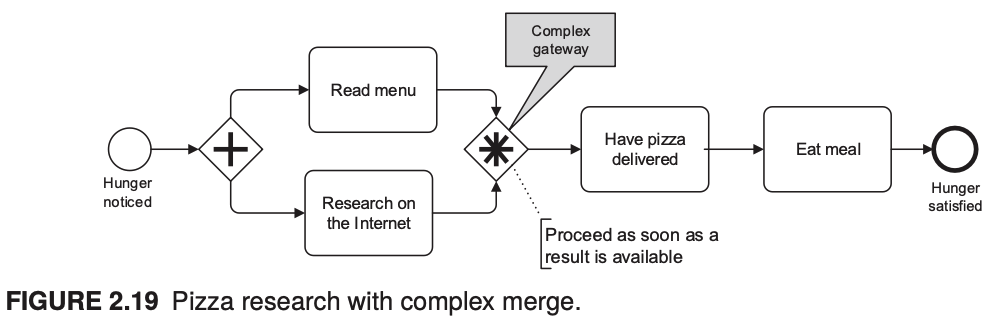 Complex
gateway
Read menu
Hunger
noticed
Research on
the Internet
Have pizza
delivered
Eat meal
Hunger
satisfied
Proceed as soon as a
result is available
FIGURE 2.19 Pizza research with complex merge.